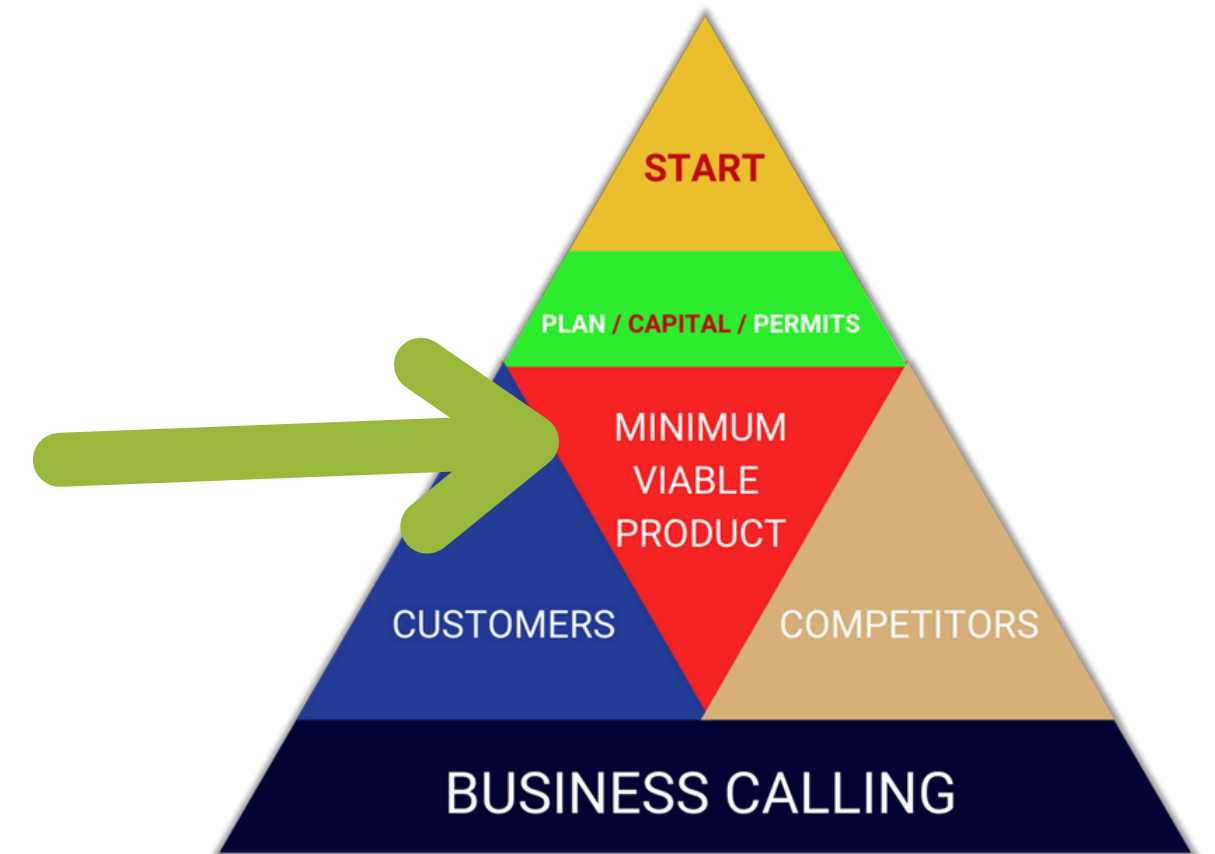 START
PLAN / CAPITAL / PERMITS
MINIMUM
VIABLE
PRODUCT
CUSTOMERS
COMPETITORS
BUSINESS CALLING